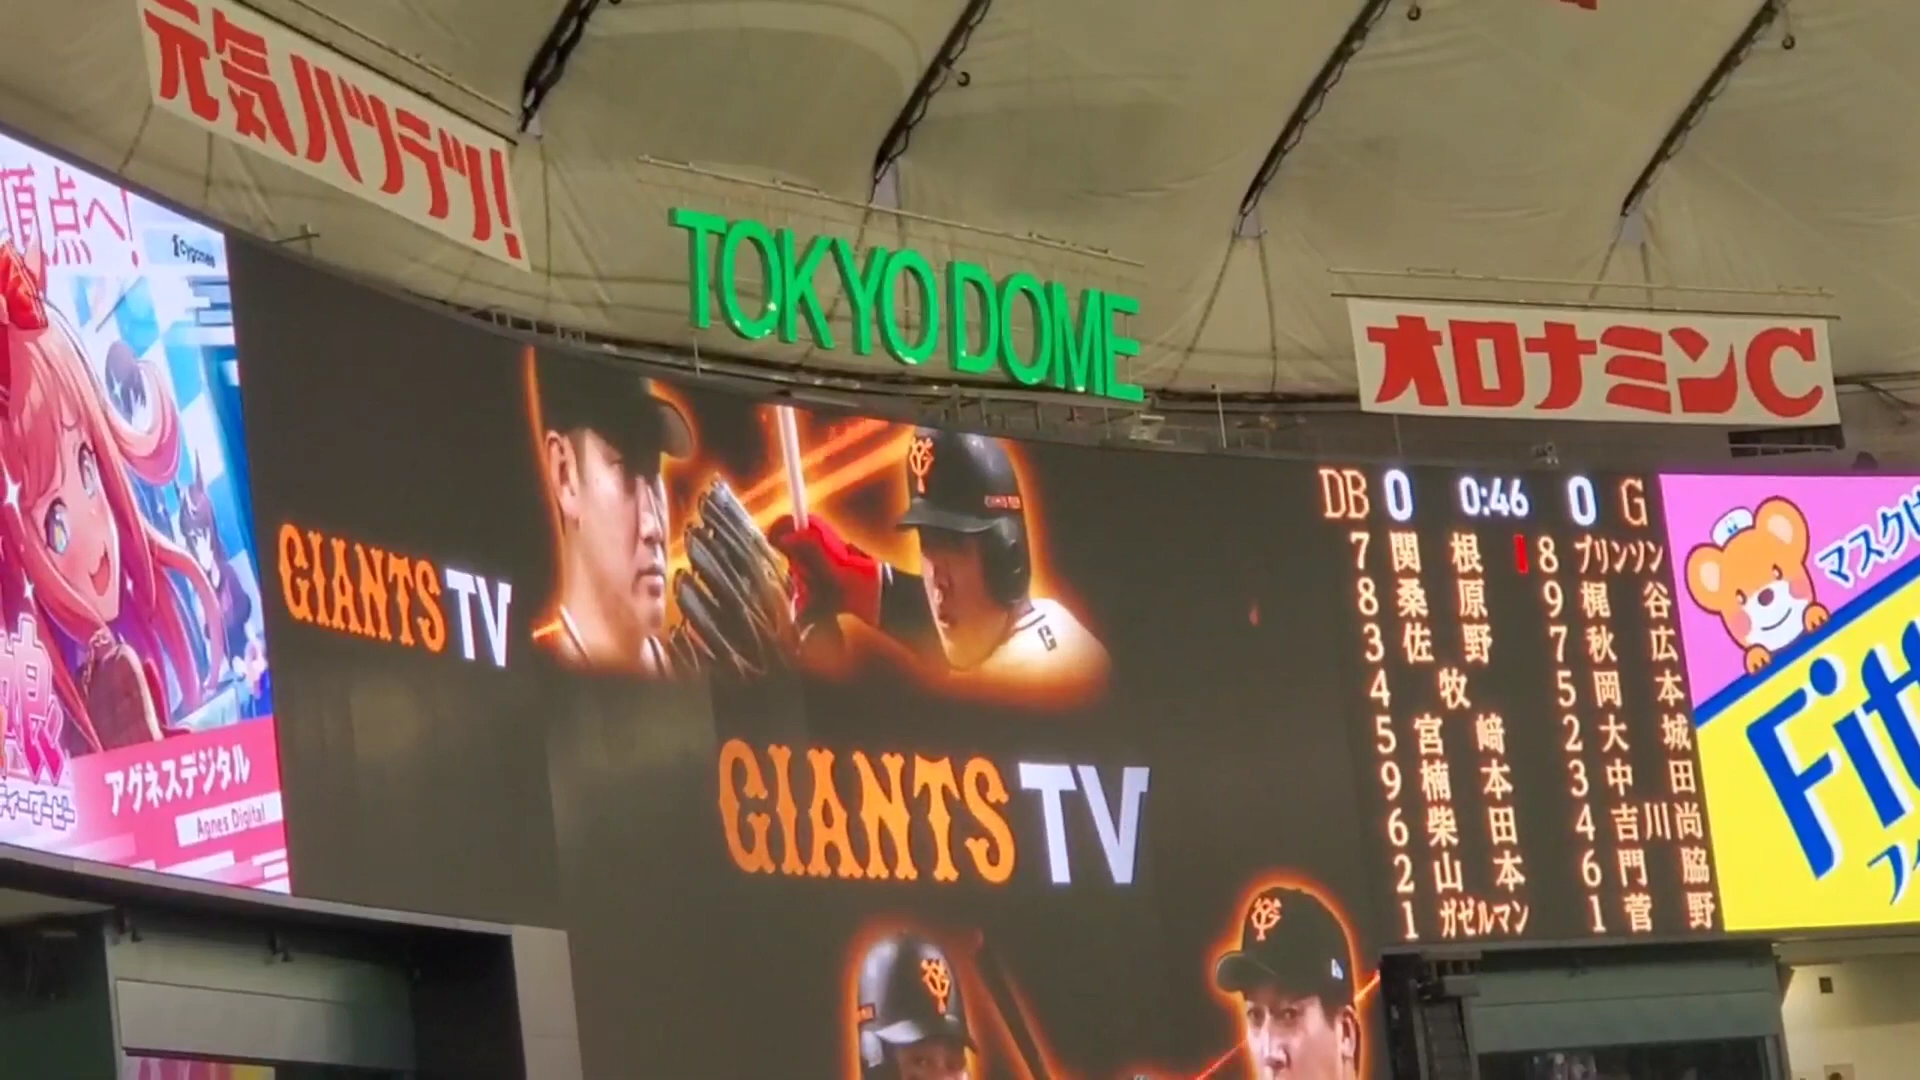 元気ハツラツ!
TOKYO DOME
オロナミンC
頂点へ!
Cygames
アグネスデジタル
Agnes Digital
GIANTS TV
GIANTS TV
DB 0 0:46 0 G
7 関根 8 ブリンソン
8 桑原 9 梶谷
3 佐野 7 秋広
4 牧 5 岡本
5 宮﨑 2 大城
9 楠本 3 中田
6 柴田 4 吉川尚
2 山本 6 門脇
1 ガゼルマン 1 菅野
マスク
Fit